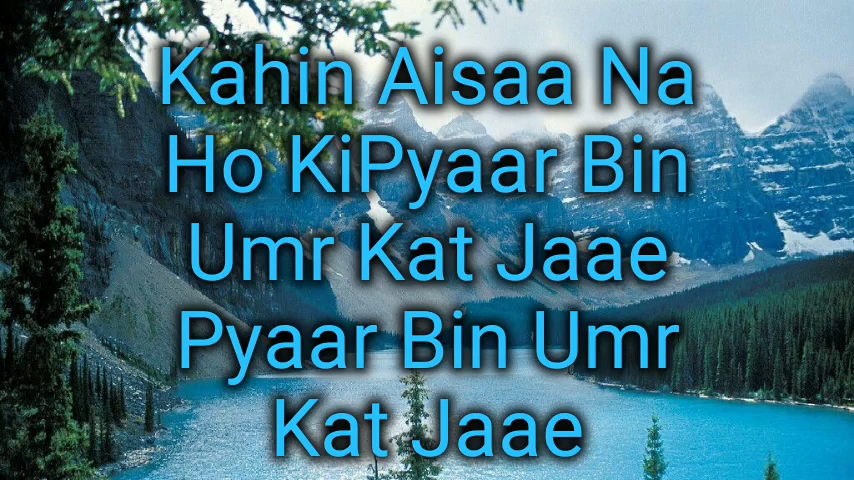 Kahin Aisaa Na
Ho KiPyaar Bin
Umr Kat Jaae
Pyaar Bin Umr
Kat Jaae